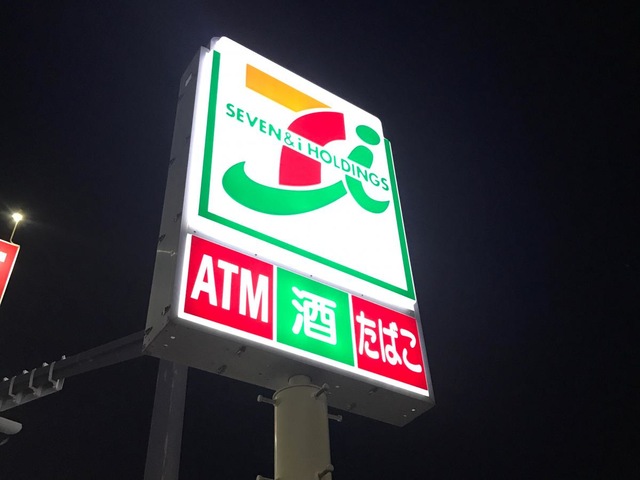 SEVEN&i HOLDINGS
ATM 酒 たばこ